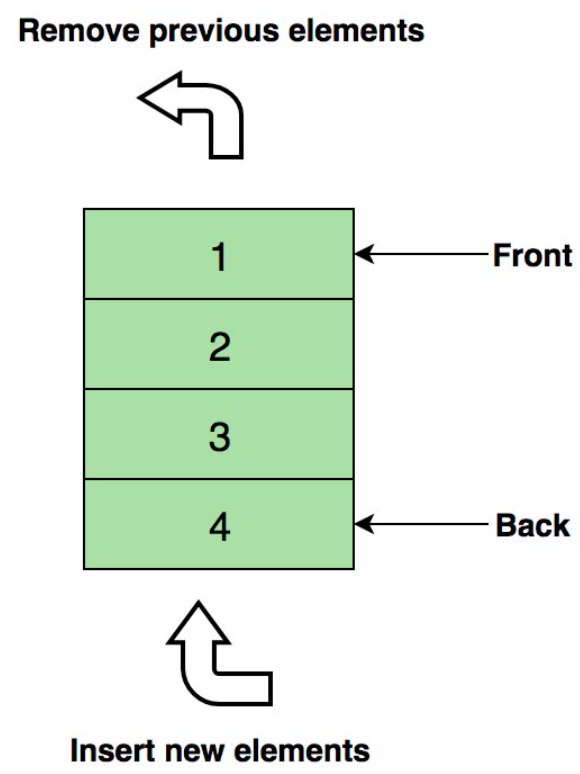 Remove previous elements
1
Front
2
3
4
Back
Insert new elements